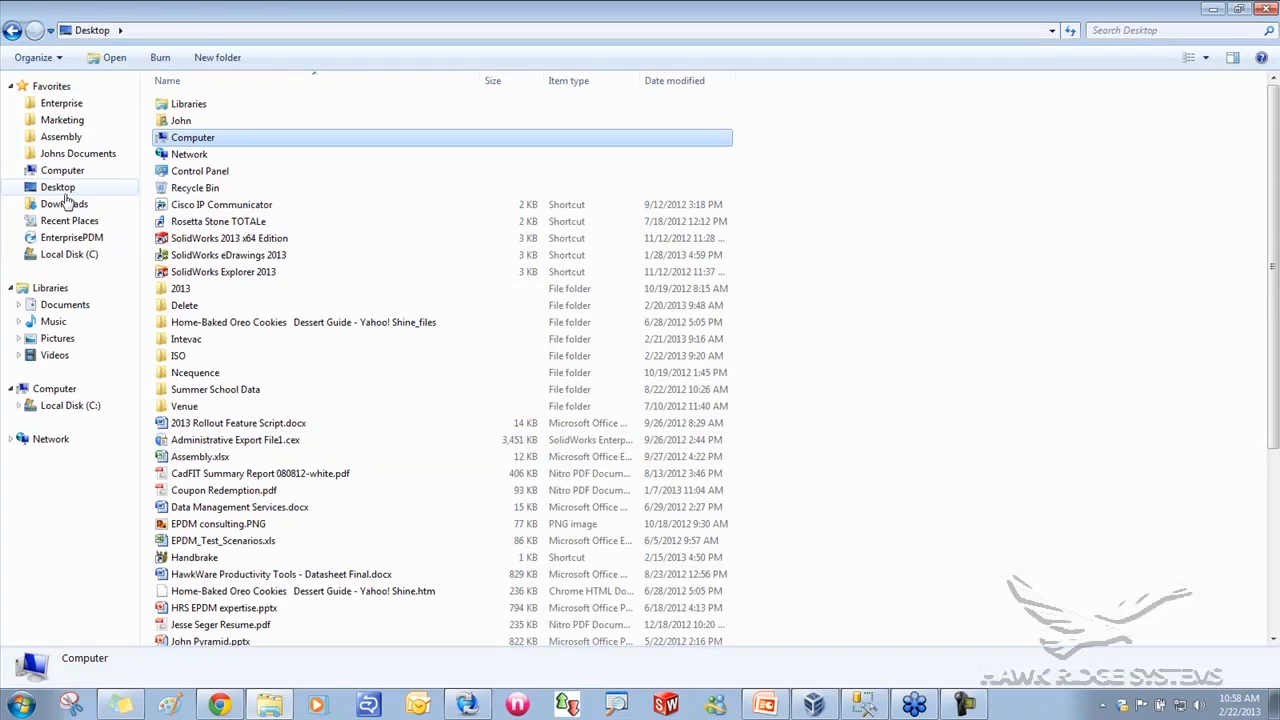 Desktop
Search Desktop
Organize Open Burn New folder
Name Size Item type Date modified
Favorites
Enterprise
Marketing
Assembly
Johns Documents
Computer
Desktop
Downloads
Recent Places
EnterprisePDM
Local Disk (C)
Libraries
Documents
Music
Pictures
Videos
Computer
Local Disk (C:)
Network
Libraries
John
Computer
Network
Control Panel
Recycle Bin
Cisco IP Communicator 2 KB Shortcut 9/12/2012 3:18 PM
Rosetta Stone TOTALe 2 KB Shortcut 7/18/2012 12:12 PM
SolidWorks 2013 x64 Edition 3 KB Shortcut 11/12/2012 11:28 ...
SolidWorks eDrawings 2013 3 KB Shortcut 1/28/2013 4:59 PM
SolidWorks Explorer 2013 3 KB Shortcut 11/12/2012 11:37 ...
2013 File folder 10/19/2012 8:15 AM
Delete File folder 2/20/2013 9:48 AM
Home-Baked Oreo Cookies Dessert Guide - Yahoo! Shine_files File folder 6/28/2012 5:05 PM
Intevac File folder 2/21/2013 9:16 AM
ISO File folder 2/22/2013 9:20 AM
Ncequence File folder 10/19/2012 1:45 PM
Summer School Data File folder 8/22/2012 10:26 AM
Venue File folder 7/10/2012 11:40 AM
2013 Rollout Feature Script.docx 14 KB Microsoft Office ... 9/26/2012 8:29 AM
Administrative Export File1.cex 3,451 KB SolidWorks Enterp... 9/26/2012 2:44 PM
Assembly.xlsx 12 KB Microsoft Office E... 9/27/2012 4:22 PM
CadFIT Summary Report 080812-white.pdf 406 KB Nitro PDF Docum... 8/13/2012 3:46 PM
Coupon Redemption.pdf 93 KB Nitro PDF Docum... 1/7/2013 11:04 AM
Data Management Services.docx 15 KB Microsoft Office ... 6/29/2012 2:27 PM
EPDM consulting.PNG 77 KB PNG image 10/18/2012 9:30 AM
EPDM_Test_Scenarios.xls 86 KB Microsoft Office E... 6/5/2012 9:57 AM
Handbrake 1 KB Shortcut 2/15/2013 4:50 PM
HawkWare Productivity Tools - Datasheet Final.docx 829 KB Microsoft Office ... 8/23/2012 12:56 PM
Home-Baked Oreo Cookies Dessert Guide - Yahoo! Shine.htm 236 KB Chrome HTML Do... 6/28/2012 5:05 PM
HRS EPDM expertise.pptx 794 KB Microsoft Office P... 6/18/2012 4:13 PM
Jesse Seger Resume.pdf 235 KB Nitro PDF Docum... 12/18/2012 10:20 ...
John Pyramid.pptx 822 KB Microsoft Office P... 5/22/2012 2:16 PM
Computer
HAWK RIDGE SYSTEMS
10:58 AM
2/22/2013